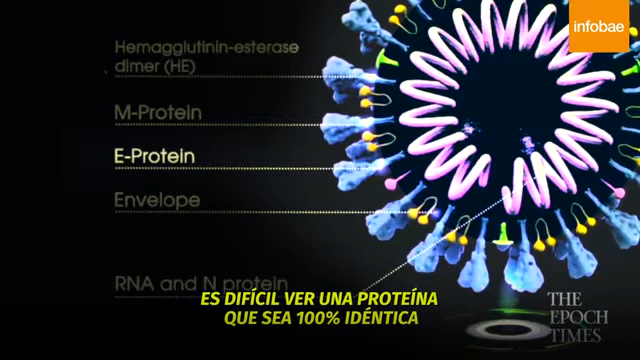 infobae
Hemagglutinin-esterase
dimer (HE)
M-Protein
E-Protein
Envelope
RNA and N protein
ES DIFÍCIL VER UNA PROTEÍNA
QUE SEA 100% IDÉNTICA
THE
EPOCH
TIMES